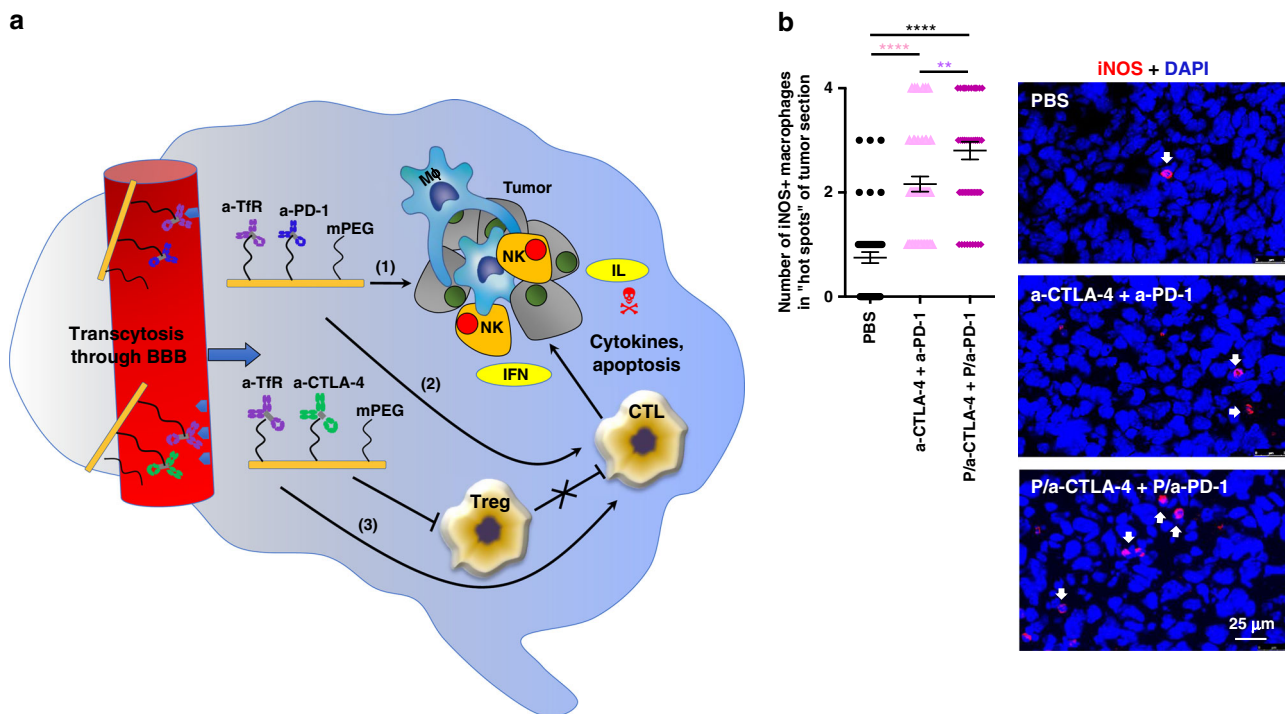 a
Mφ
Tumor
a-TfR
a-PD-1
mPEG
(1)
NK
NK
IL
IFN
Cytokines,
apoptosis
Transcytosis
through BBB
(2)
a-TfR
a-CTLA-4
mPEG
CTL
Treg
(3)
b
****
****
**
Number of iNOS+ macrophages
in "hot spots" of tumor section
4
2
0
PBS
a-CTLA-4 + a-PD-1
P/a-CTLA-4 + P/a-PD-1
iNOS + DAPI
PBS
a-CTLA-4 + a-PD-1
P/a-CTLA-4 + P/a-PD-1
25 μm